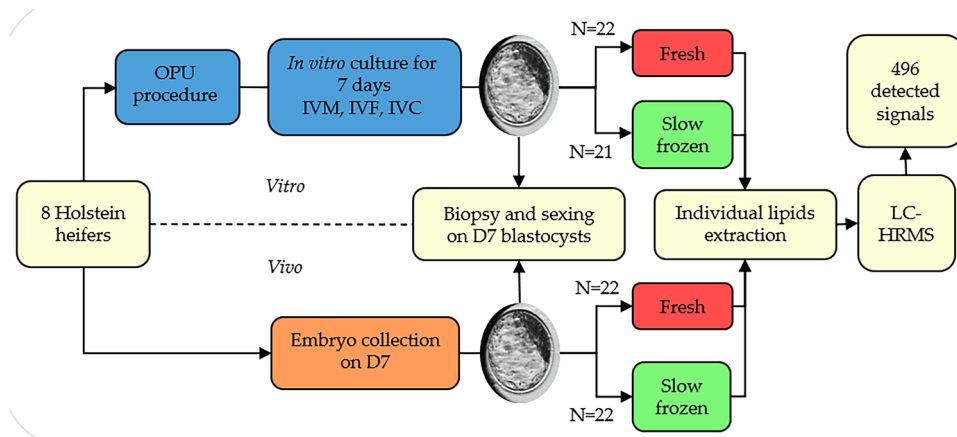 OPU
procedure
In vitro culture for
7 days
IVM, IVF, IVC
N=22
Fresh
Slow
frozen
N=21
496
detected
signals
8 Holstein
heifers
Vitro
Vivo
Biopsy and sexing
on D7 blastocysts
Individual lipids
extraction
LC-
HRMS
Embryo collection
on D7
N=22
Fresh
Slow
frozen
N=22